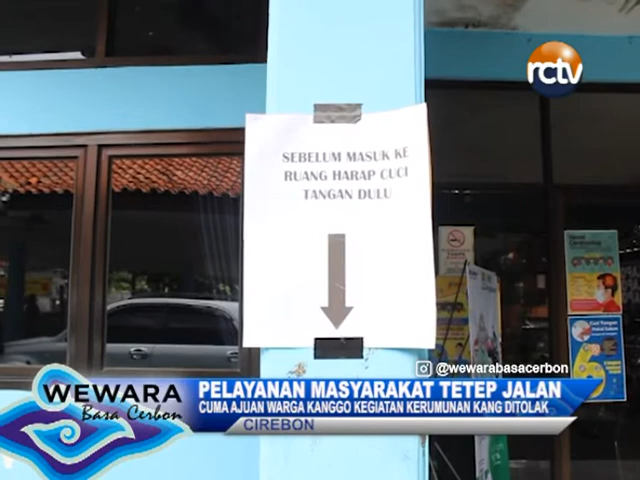 rctv
SEBELUM MASUK KE
RUANG HARAP CUCI
TANGAN DULU
@wewarabasacerbon
WEWARA
Basa Cerbon
PELAYANAN MASYARAKAT TETEP JALAN
CUMA AJUAN WARGA KANGGO KEGIATAN KERUMUNAN KANG DITOLAK
CIREBON